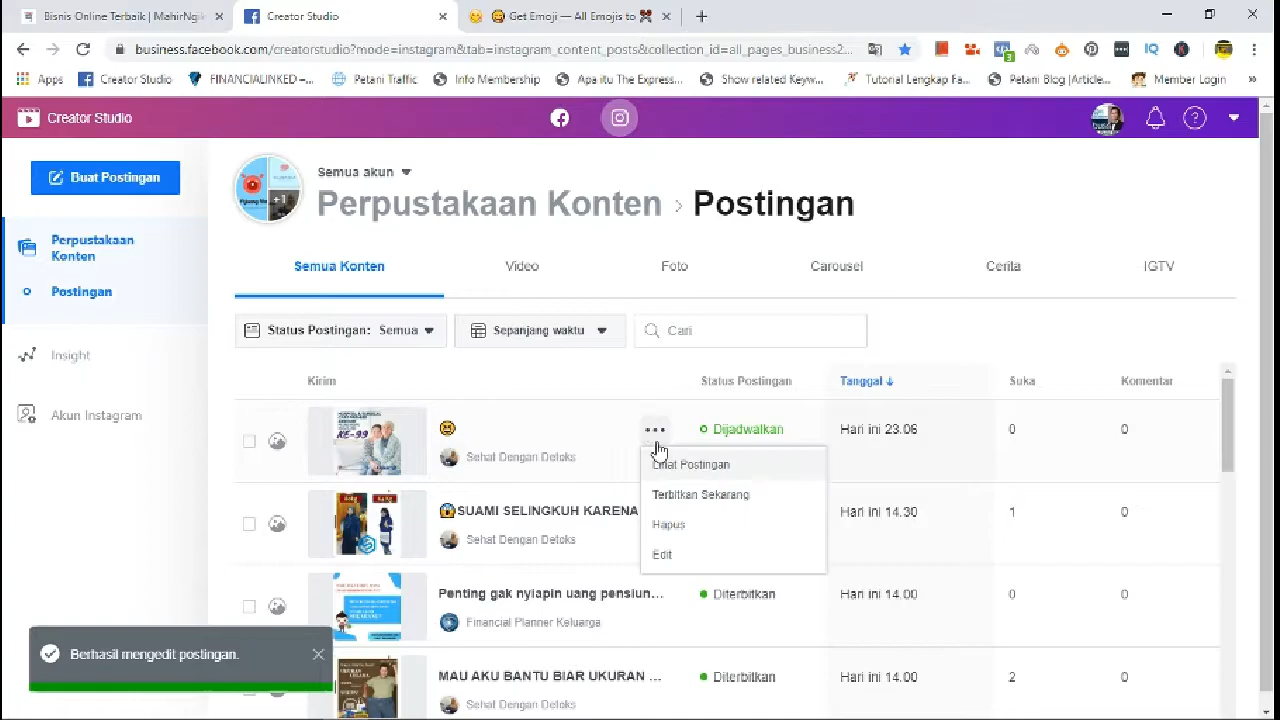 Bisnis Online Terbaik | MahirNgi
Creator Studio
Get Emoji — All Emojis to
business.facebook.com/creatorstudio?mode=instagram&tab=instagram_content_posts&collection_id=all_pages_business2...
Apps
Creator Studio
FINANCIALINKED –...
Petani Traffic
Info Membership
Apa itu The Express...
Show related Keyw...
Tutorial Lengkap Fa...
Petani Blog |Article...
Member Login
»
Creator Studio
Buat Postingan
Perpustakaan
Konten
Postingan
Insight
Akun Instagram
Semua akun
+1
Perpustakaan Konten › Postingan
Semua Konten
Video
Foto
Carousel
Cerita
IGTV
Status Postingan: Semua
Sepanjang waktu
Cari
Kirim
Status Postingan
Tanggal ↓
Suka
Komentar
KE-99
😆
Sehat Dengan Detoks
Dijadwalkan
Hari ini 23.08
0
0
Lihat Postingan
Terbitkan Sekarang
Hapus
Edit
😱SUAMI SELINGKUH KARENA
Sehat Dengan Detoks
Hari ini 14.30
1
0
Penting gak nyiapin uang pensiun...
Financial Planner Keluarga
Diterbitkan
Hari ini 14.00
0
0
MAU AKU BANTU BIAR UKURAN ...
Sehat Dengan Detoks
Diterbitkan
Hari ini 14.00
2
0
Berhasil mengedit postingan.